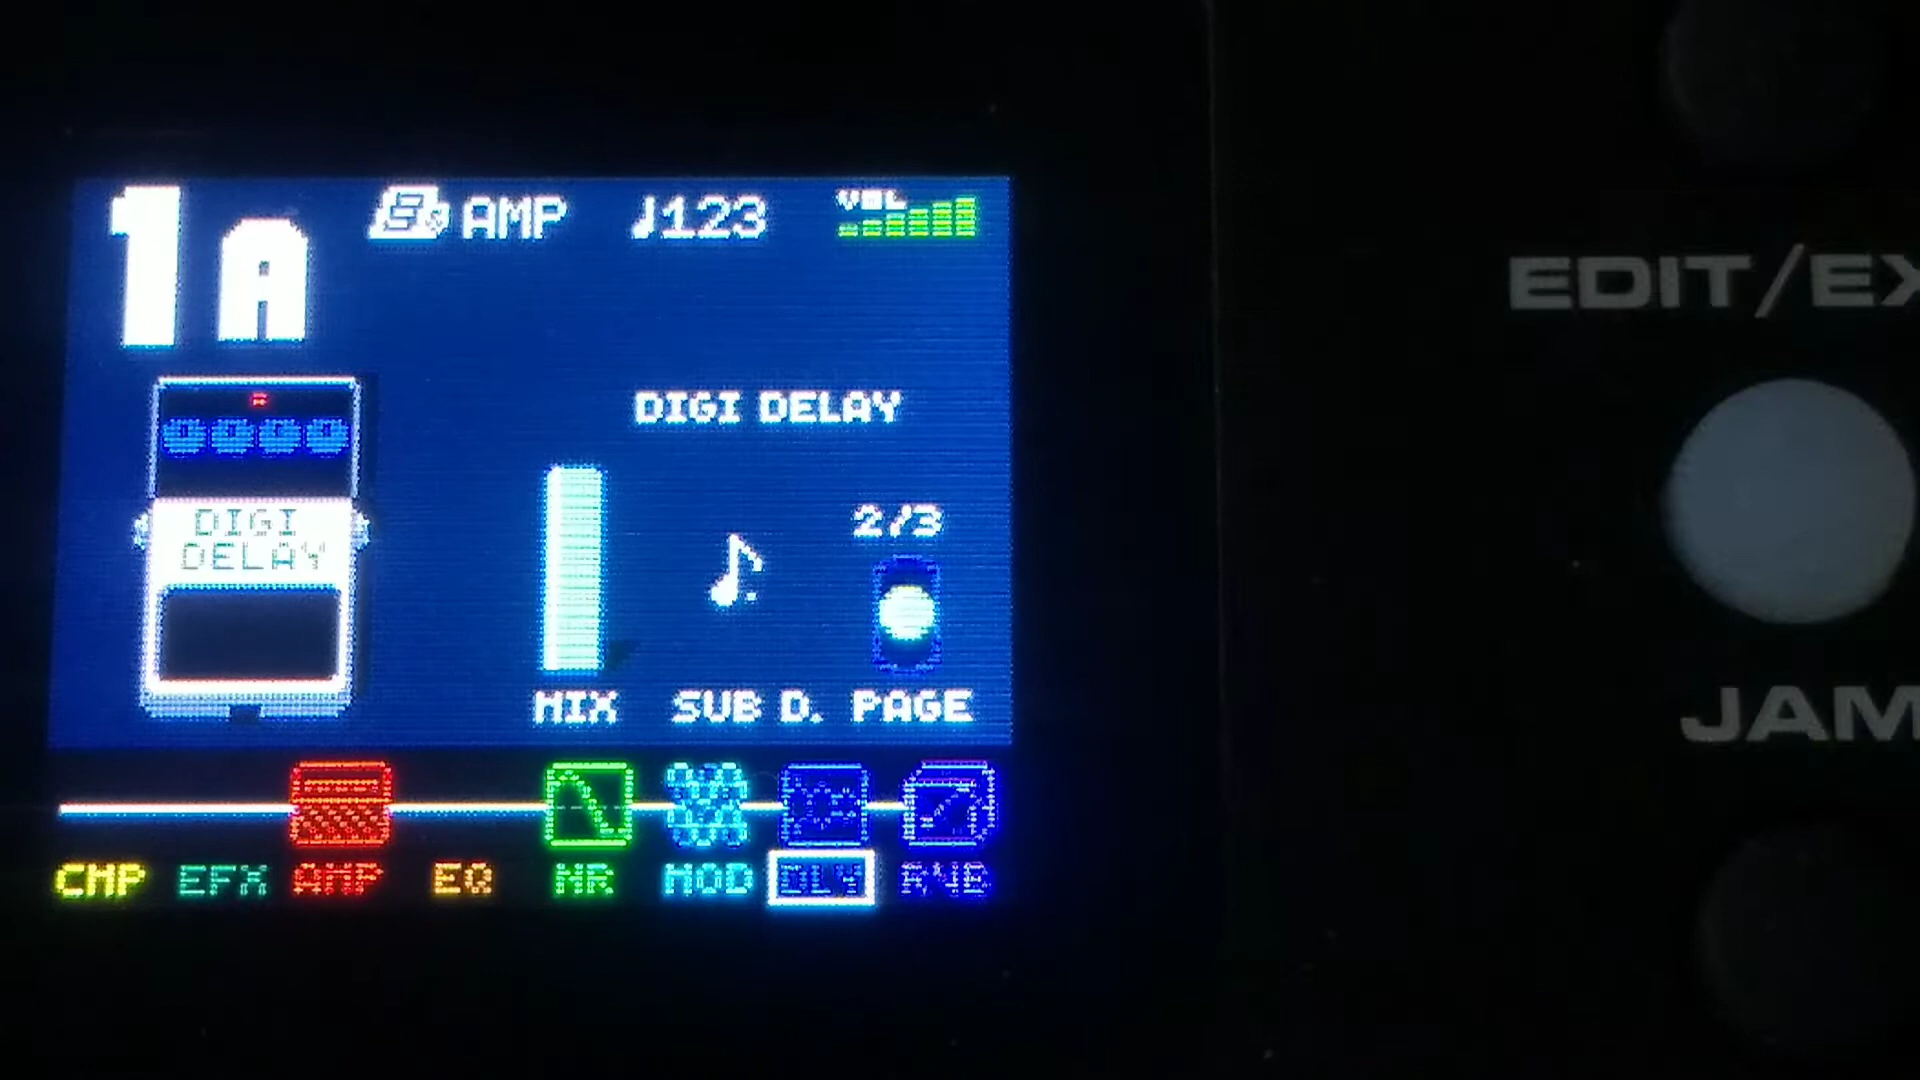 1A AMP ♩123 VOL
DIGI DELAY
DIGI
DELAY
2/3
MIX SUB D. PAGE
CMP EFX AMP EQ NR MOD DLY RVB
EDIT/EX
JAM